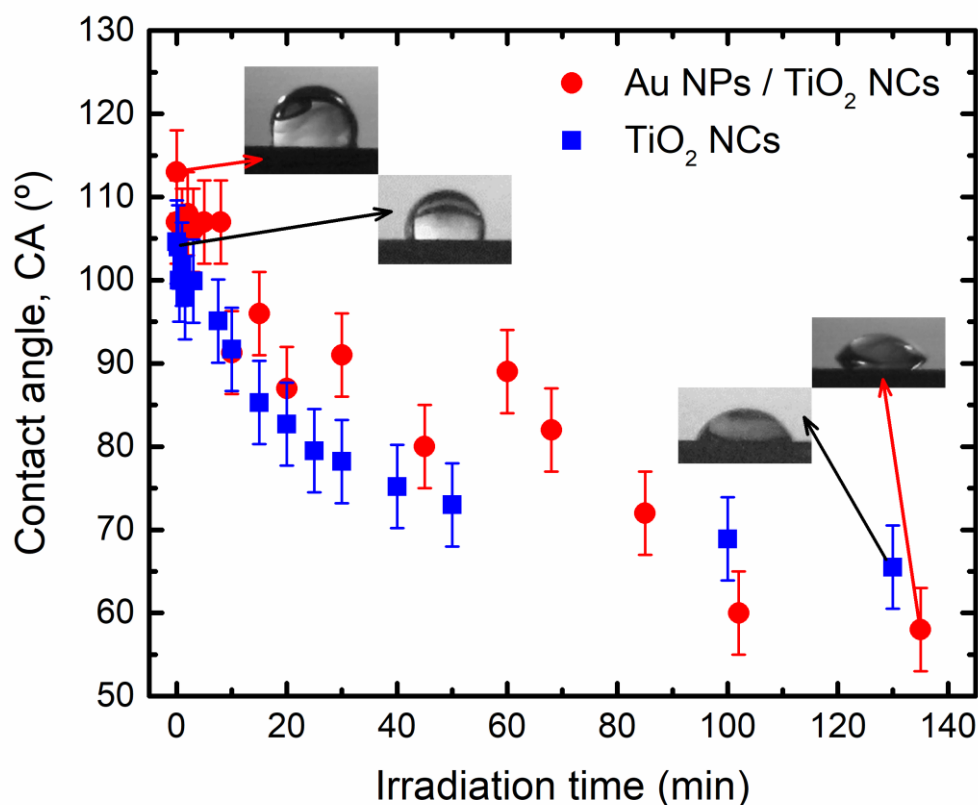 130
120
110
100
90
80
70
60
50
Contact angle, CA (º)
Au NPs / TiO₂ NCs
TiO₂ NCs
0 20 40 60 80 100 120 140
Irradiation time (min)